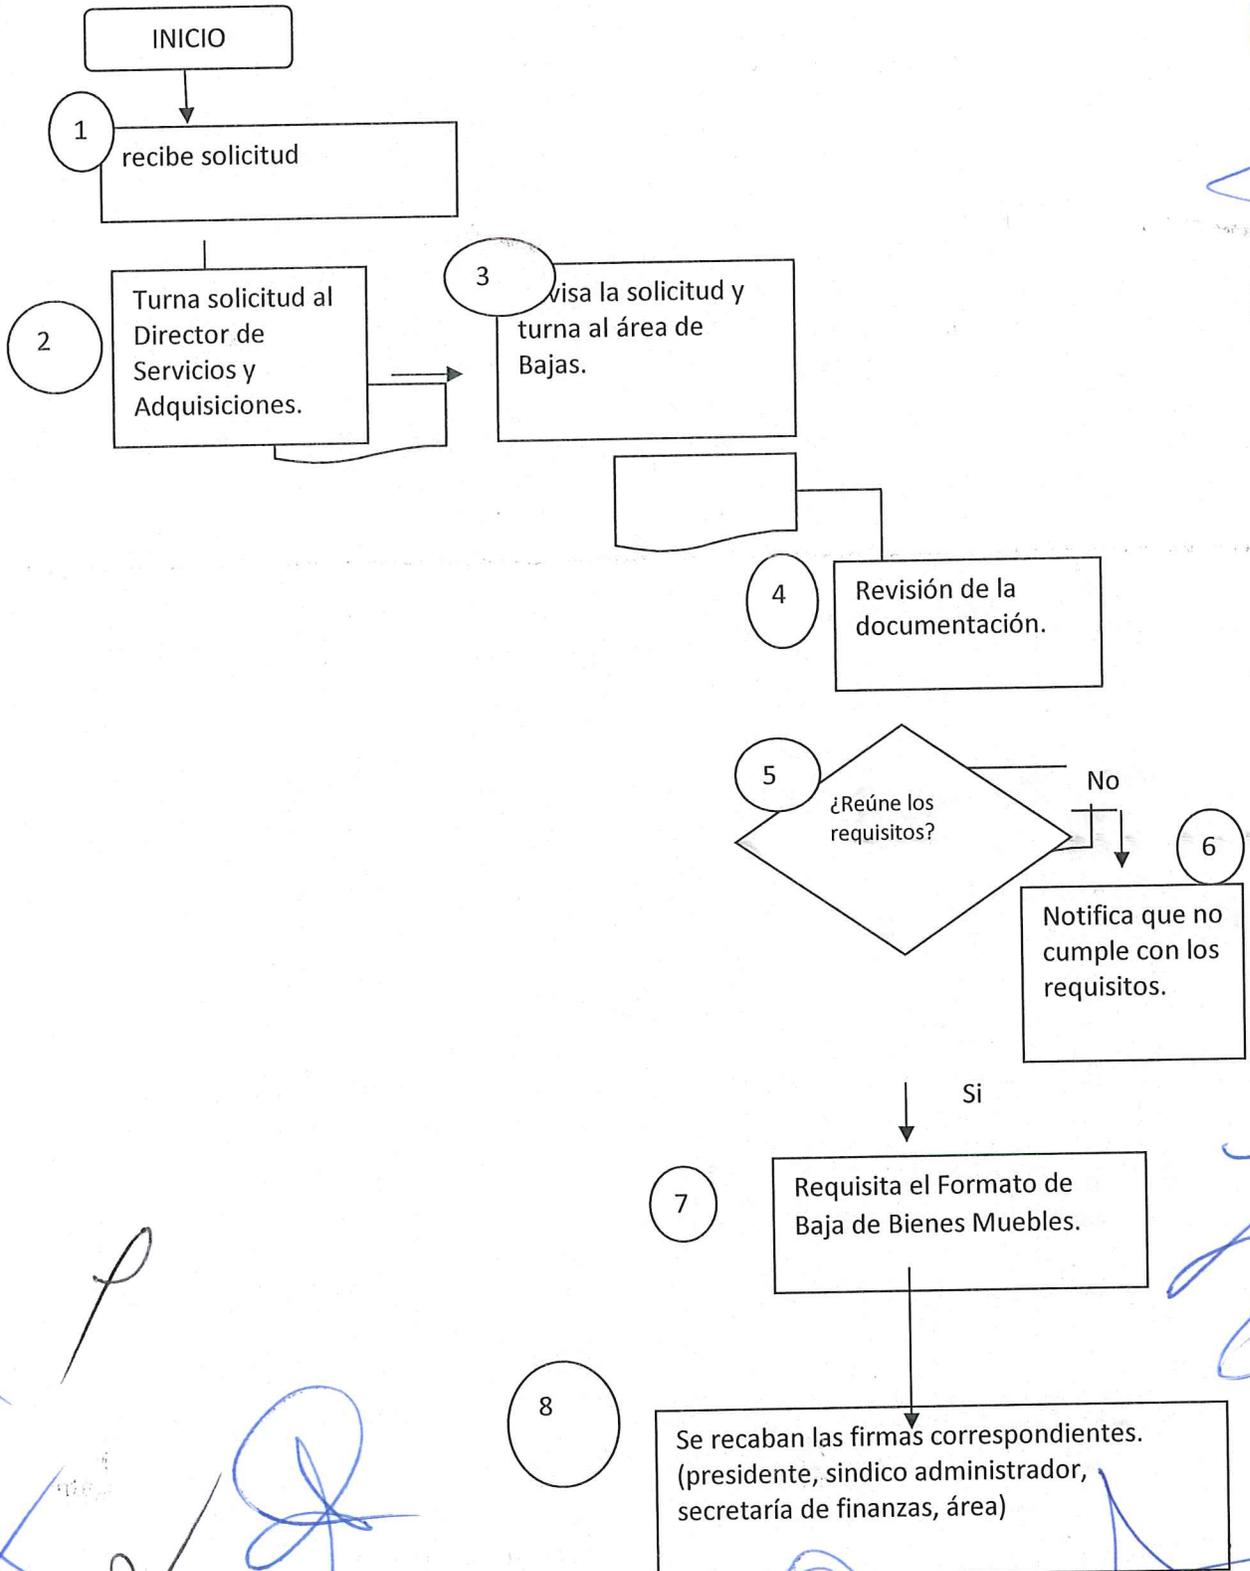 INICIO
1
recibe solicitud
2
Turna solicitud al
Director de
Servicios y
Adquisiciones.
3
visa la solicitud y
turna al área de
Bajas.
4
Revisión de la
documentación.
5
¿Reúne los
requisitos?
No
6
Notifica que no
cumple con los
requisitos.
Si
7
Requisita el Formato de
Baja de Bienes Muebles.
8
Se recaban las firmas correspondientes.
(presidente, sindico administrador,
secretaría de finanzas, área)